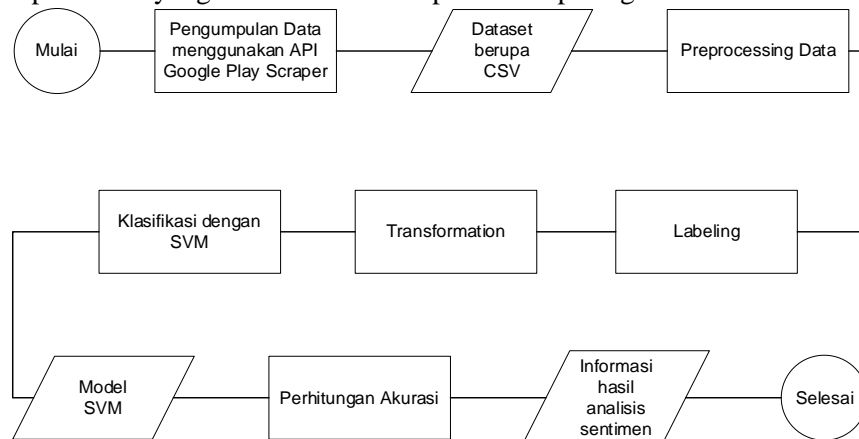 Mulai
Pengumpulan Data
menggunakan API
Google Play Scraper
Dataset
berupa
CSV
Preprocessing Data
Klasifikasi dengan
SVM
Transformation
Labeling
Model
SVM
Perhitungan Akurasi
Informasi
hasil
analisis
sentimen
Selesai